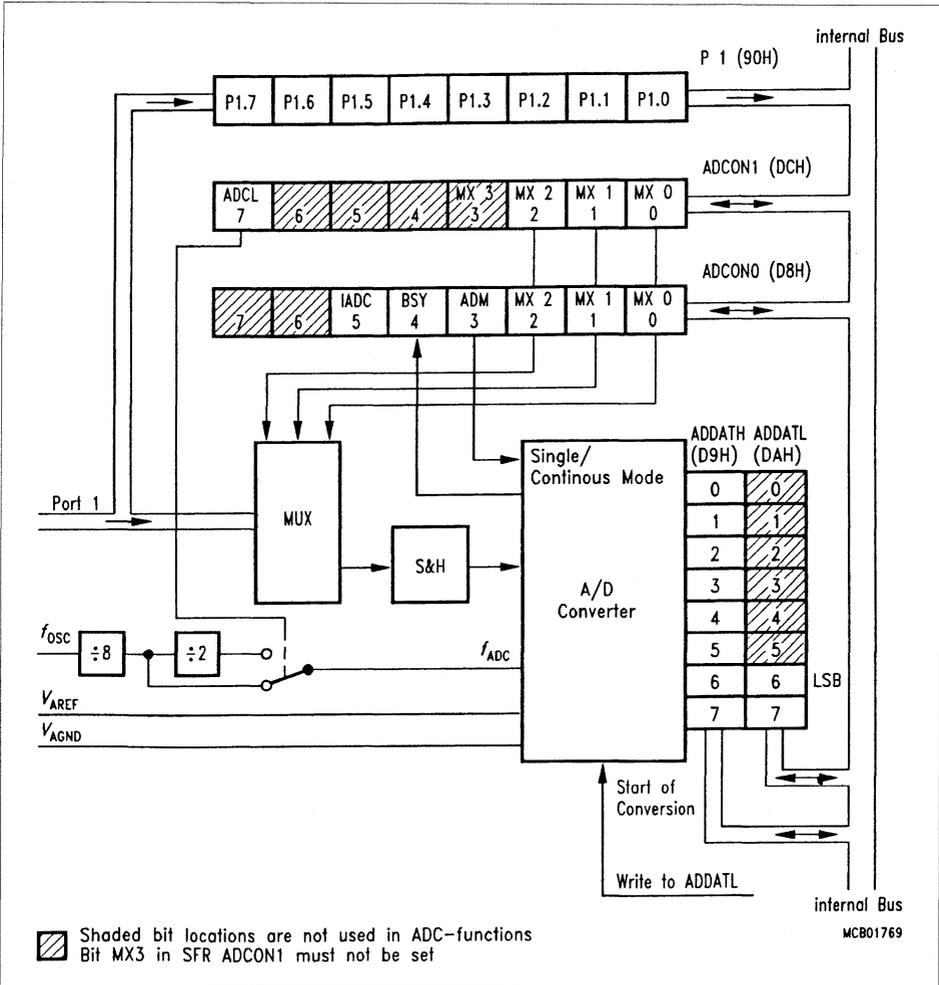 internal Bus
P 1 (90H)
P1.7 P1.6 P1.5 P1.4 P1.3 P1.2 P1.1 P1.0
ADCON1 (DCH)
ADCL MX 3 MX 2 MX 1 MX 0
7 6 5 4 3 2 1 0
ADCON0 (D8H)
IADC BSY ADM MX 2 MX 1 MX 0
7 6 5 4 3 2 1 0
ADDATH ADDATL
(D9H) (DAH)
Single/
Continous Mode
Port 1
MUX
S&H
A/D
Converter
0 0
1 1
2 2
3 3
4 4
5 5
6 6 LSB
7 7
fOSC
÷8
÷2
fADC
VAREF
VAGND
Start of
Conversion
Write to ADDATL
internal Bus
MCB01769
Shaded bit locations are not used in ADC-functions
Bit MX3 in SFR ADCON1 must not be set